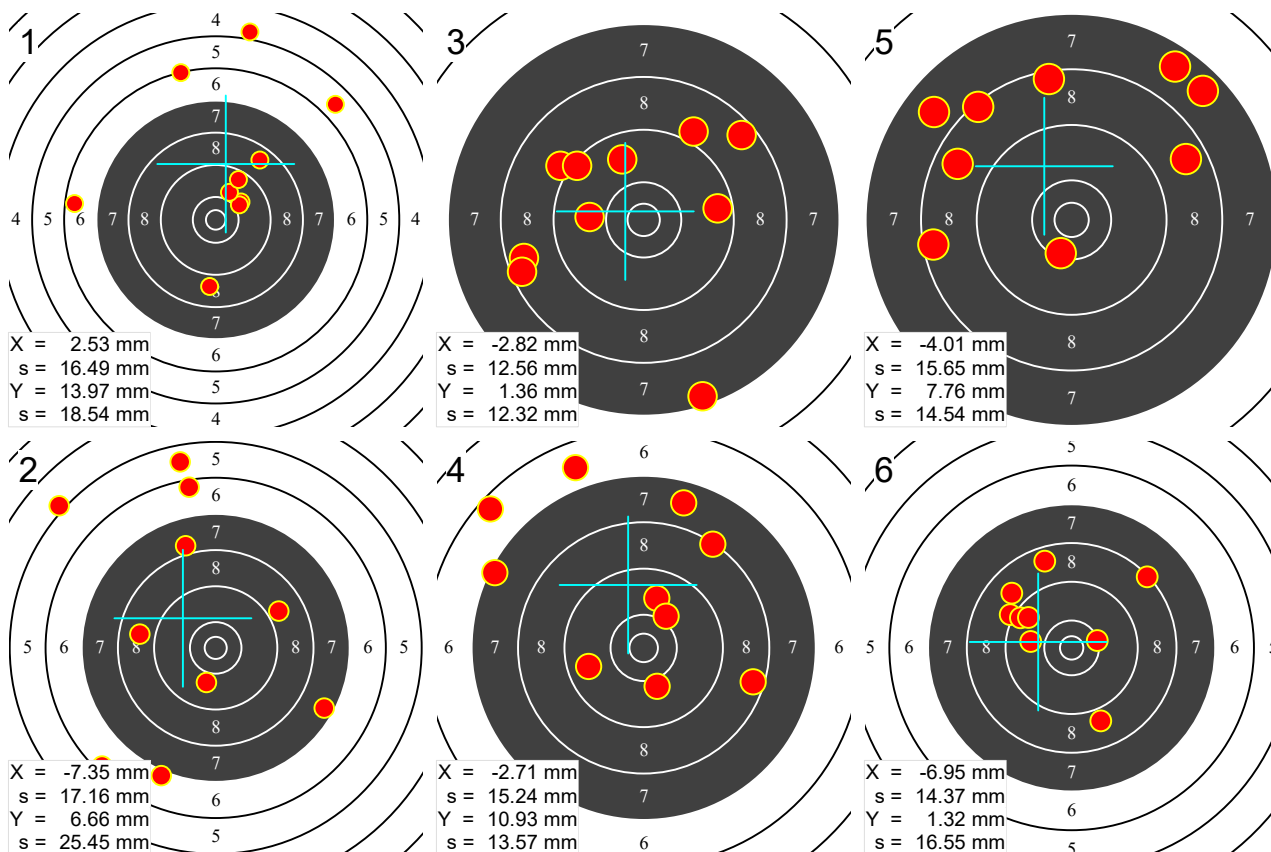 1
4
5
6
7
8
4 5 6 7 8 8 7 6 5 4
8
7
6
5
4
X = 2.53 mm
s = 16.49 mm
Y = 13.97 mm
s = 18.54 mm
3
7
8
7 8 8 7
8
7
X = -2.82 mm
s = 12.56 mm
Y = 1.36 mm
s = 12.32 mm
5
7
8
7 8 8 7
8
7
X = -4.01 mm
s = 15.65 mm
Y = 7.76 mm
s = 14.54 mm
2
5
6
7
8
5 6 7 8 8 7 6 5
8
7
6
5
X = -7.35 mm
s = 17.16 mm
Y = 6.66 mm
s = 25.45 mm
4
6
7
8
7 8 8 7
8
7
6
X = -2.71 mm
s = 15.24 mm
Y = 10.93 mm
s = 13.57 mm
6
5
6
7
8
6 7 8 8 7 6
8
7
6
5
X = -6.95 mm
s = 14.37 mm
Y = 1.32 mm
s = 16.55 mm